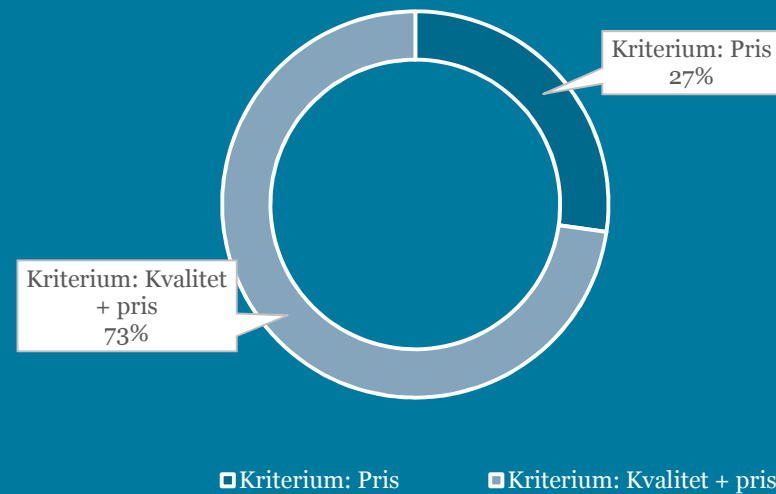 Kriterium: Pris
27%
Kriterium: Kvalitet
+ pris
73%
Kriterium: Pris
Kriterium: Kvalitet + pris